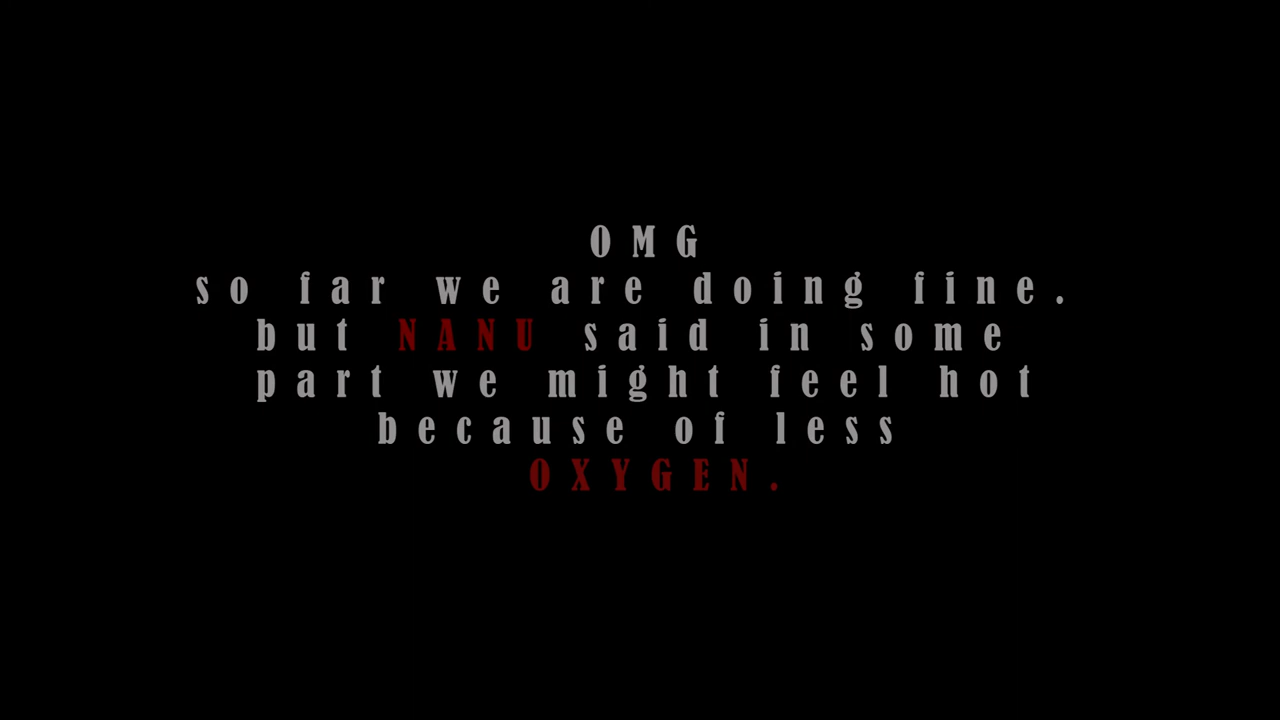 OMG
so far we are doing fine.
but NANU said in some
part we might feel hot
because of less
OXYGEN.